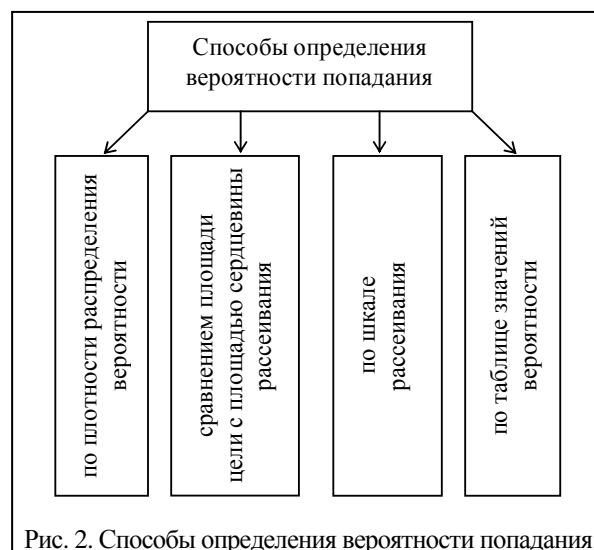 Способы определения
вероятности попадания
по плотности распределения
вероятности
сравнением площади
цели с площадью сердцевины
рассеивания
по шкале
рассеивания
по таблице значений
вероятности
Рис. 2. Способы определения вероятности попадания